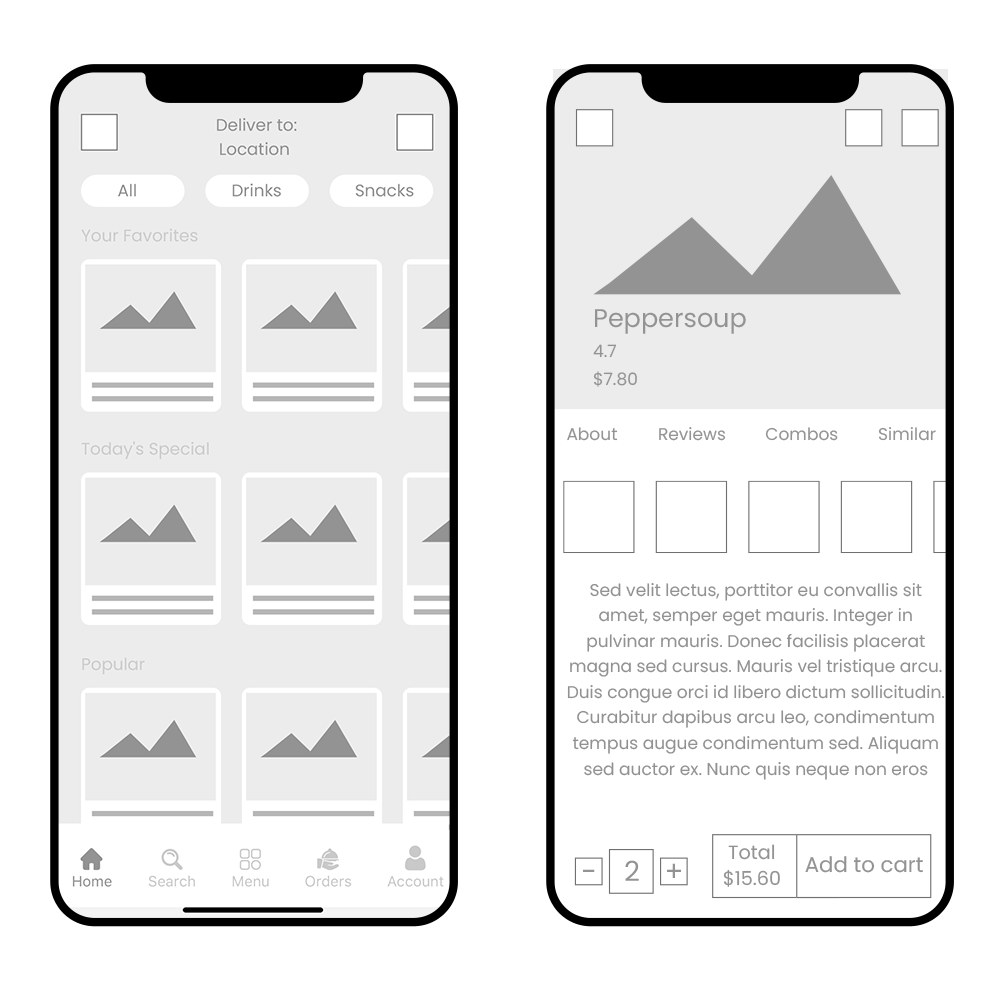 Deliver to:
Location
All
Drinks
Snacks
Your Favorites
Today's Special
Popular
Home
Search
Menu
Orders
Account
Peppersoup
4.7
$7.80
About
Reviews
Combos
Similar
Sed velit lectus, porttitor eu convallis sit
amet, semper eget mauris. Integer in
pulvinar mauris. Donec facilisis placerat
magna sed cursus. Mauris vel tristique arcu.
Duis congue orci id libero dictum sollicitudin.
Curabitur dapibus arcu leo, condimentum
tempus augue condimentum sed. Aliquam
sed auctor ex. Nunc quis neque non eros
- 2 +
Total
$15.60
Add to cart